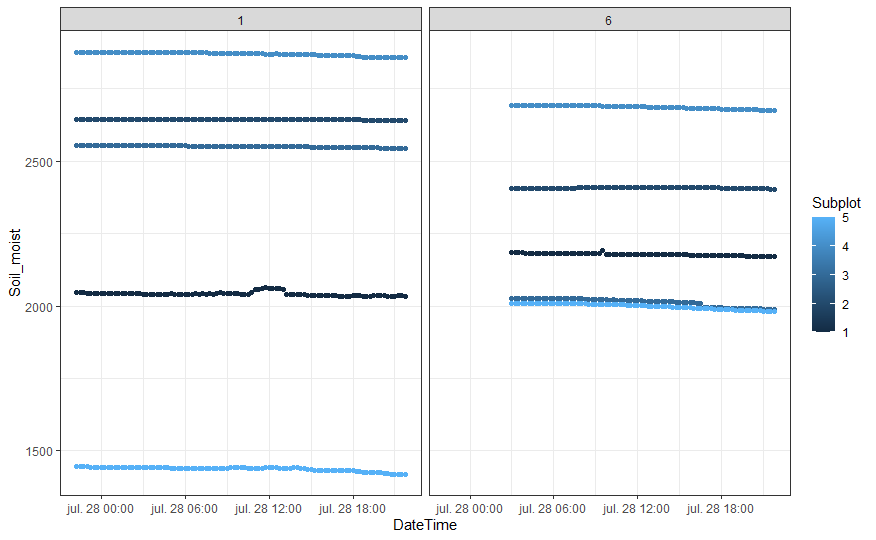 1
6
Soil_moist
2500
2000
1500
jul. 28 00:00
jul. 28 06:00
jul. 28 12:00
jul. 28 18:00
jul. 28 00:00
jul. 28 06:00
jul. 28 12:00
jul. 28 18:00
DateTime
Subplot
5
4
3
2
1